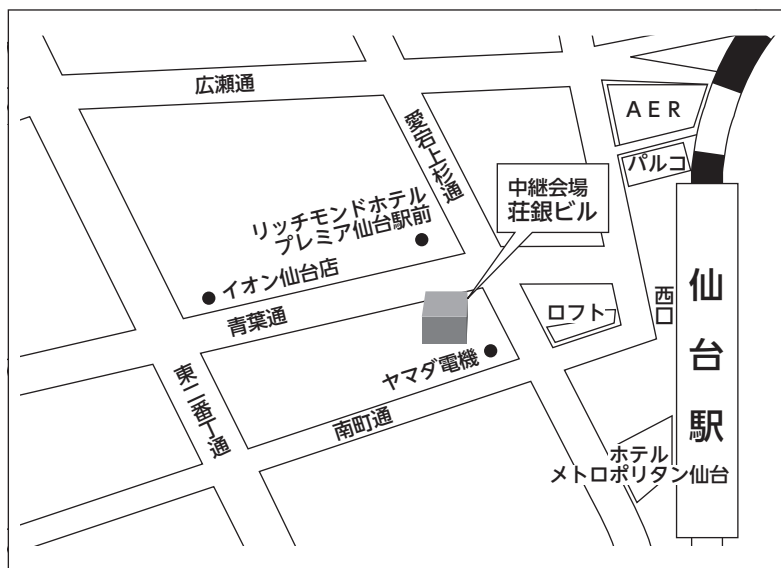 広瀬通
AER
愛宕上杉通
パルコ
中継会場
荘銀ビル
リッチモンドホテル
プレミア仙台駅前
イオン仙台店
仙台駅
西口
ロフト
青葉通
ヤマダ電機
東二番丁通
南町通
ホテル
メトロポリタン仙台